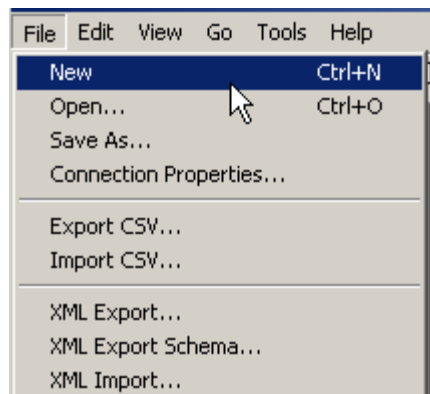 File Edit View Go Tools Help
New Ctrl+N
Open... Ctrl+O
Save As...
Connection Properties...
Export CSV...
Import CSV...
XML Export...
XML Export Schema...
XML Import...